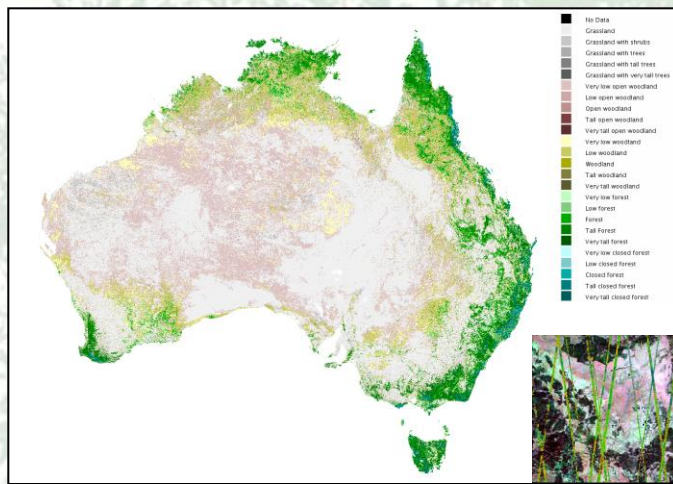 No Data
Grassland
Grassland with shrubs
Grassland with trees
Grassland with tall trees
Grassland with very tall trees
Very low open woodland
Low open woodland
Open woodland
Tall open woodland
Very tall open woodland
Very low woodland
Low woodland
Woodland
Tall woodland
Very tall woodland
Very low forest
Low forest
Forest
Tall Forest
Very tall forest
Very low closed forest
Low closed forest
Closed forest
Tall closed forest
Very tall closed forest